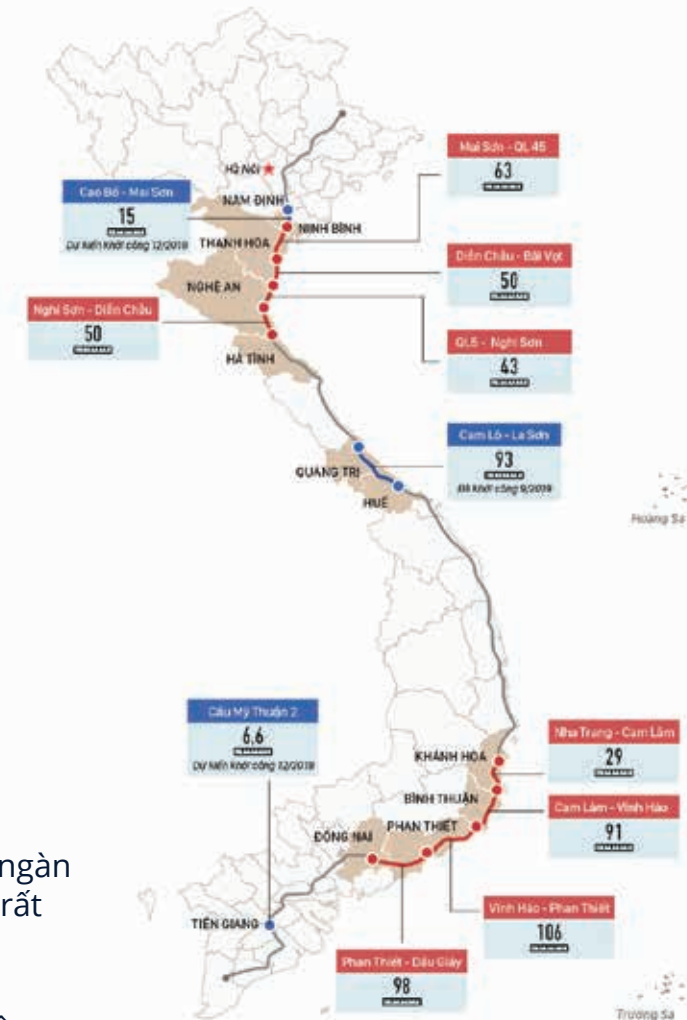 Mai Sơn - QL 45
63
HÀ NỘI
Cao Bồ - Mai Sơn
15
Dự kiến khởi công 12/2019
NAM ĐỊNH
NINH BÌNH
THANH HÓA
Diễn Châu - Bãi Vọt
50
NGHỆ AN
Nghi Sơn - Diễn Châu
50
QL5 - Nghi Sơn
43
HÀ TĨNH
Cam Lộ - La Sơn
93
Đã khởi công 9/2019
QUẢNG TRỊ
HUẾ
Hoàng Sa
Cầu Mỹ Thuận 2
6,6
Dự kiến khởi công 12/2019
Nha Trang - Cam Lâm
29
KHÁNH HÒA
BÌNH THUẬN
Cam Lâm - Vĩnh Hảo
91
PHAN THIẾT
ĐỒNG NAI
ngàn
rất
Vĩnh Hảo - Phan Thiết
106
TIỀN GIANG
Phan Thiết - Dầu Giây
98
Trường Sa